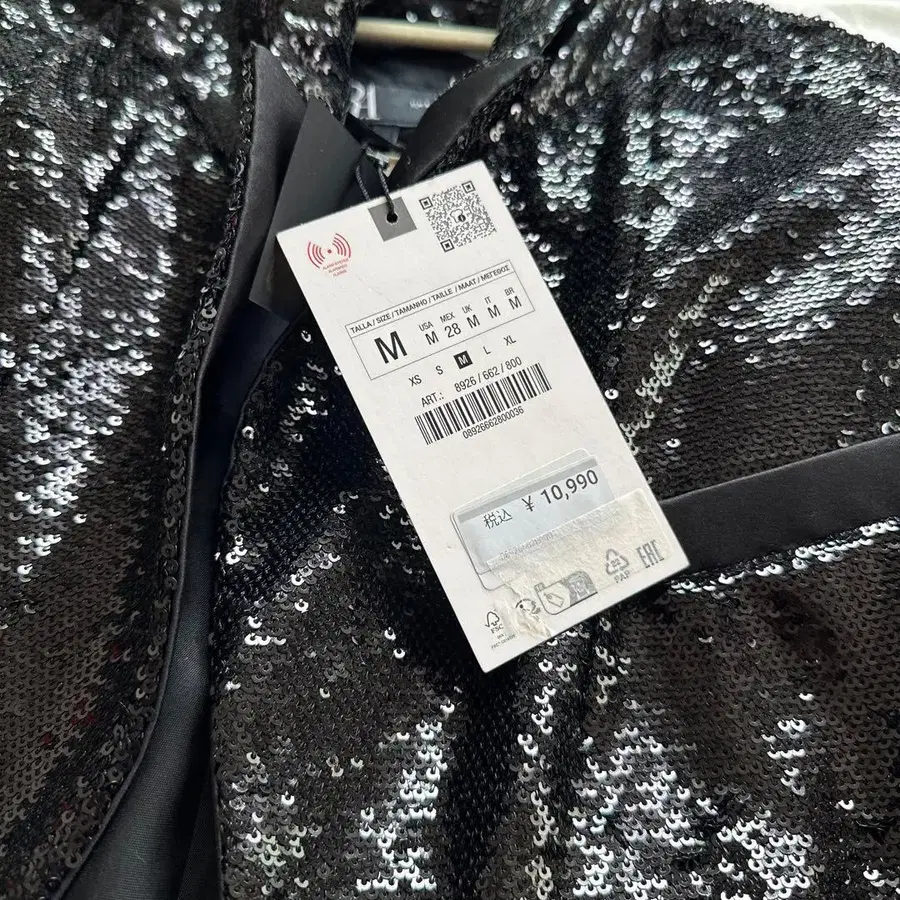 TALLA / SIZE / TAMANHO / TAILLE / MAAT / ΜΕΓΕΘΟΣ
M
USA MEX UK IT BR
M 28 M M M
XS S M L XL
ART.: 8926 / 662 / 800
08926662800036
税込 ¥ 10,990
FSC
PAP
EAC